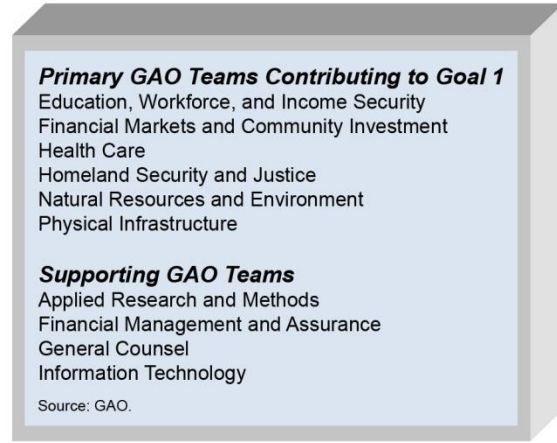 Primary GAO Teams Contributing to Goal 1
Education, Workforce, and Income Security
Financial Markets and Community Investment
Health Care
Homeland Security and Justice
Natural Resources and Environment
Physical Infrastructure
Supporting GAO Teams
Applied Research and Methods
Financial Management and Assurance
General Counsel
Information Technology
Source: GAO.